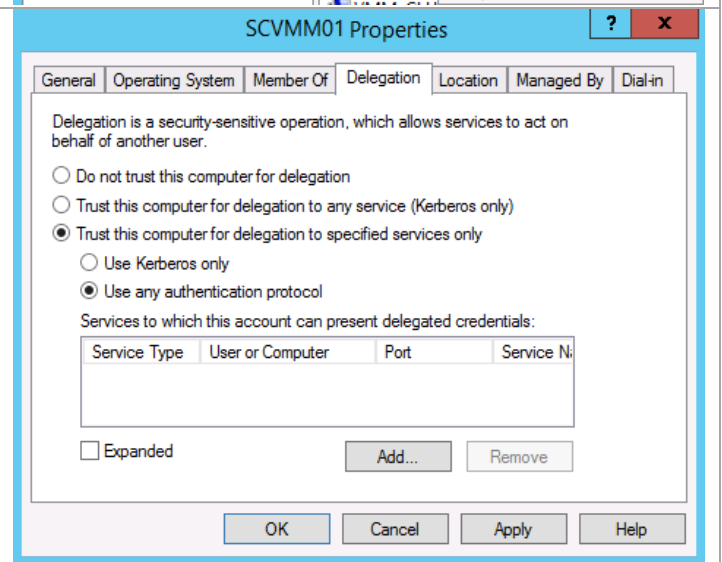 SCVMM01 Properties
? x
General Operating System Member Of Delegation Location Managed By Dial-in
Delegation is a security-sensitive operation, which allows services to act on
behalf of another user.
Do not trust this computer for delegation
Trust this computer for delegation to any service (Kerberos only)
Trust this computer for delegation to specified services only
Use Kerberos only
Use any authentication protocol
Services to which this account can present delegated credentials:
Service Type User or Computer Port Service Na
Expanded
Add... Remove
OK Cancel Apply Help